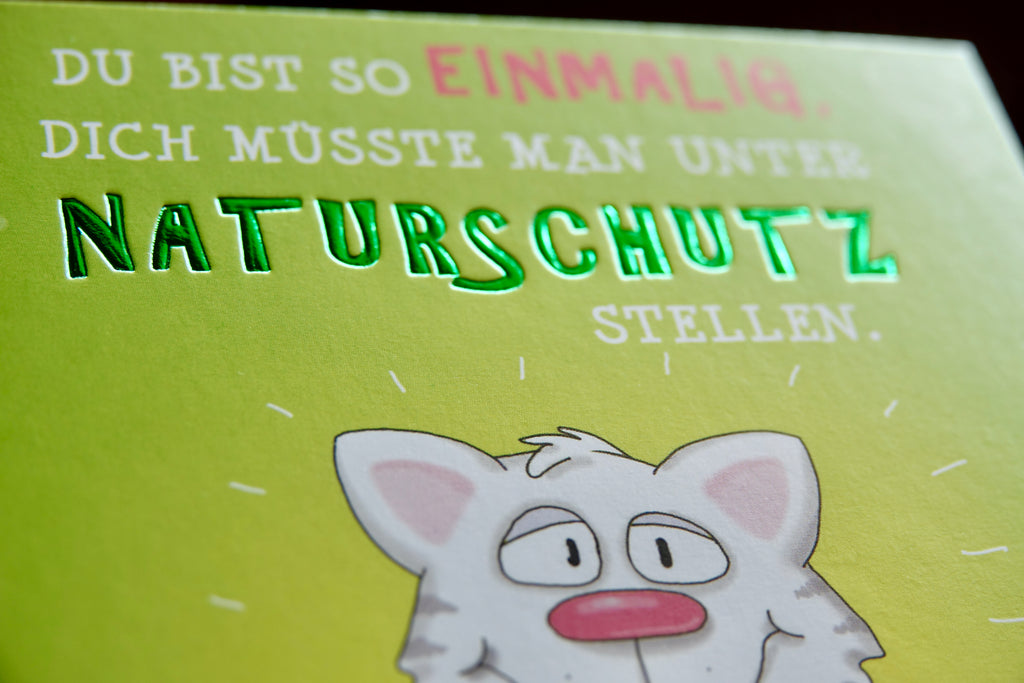 DU BIST SO EINMALIG.
DICH MÜSSTE MAN UNTER
NATURSCHUTZ
STELLEN.